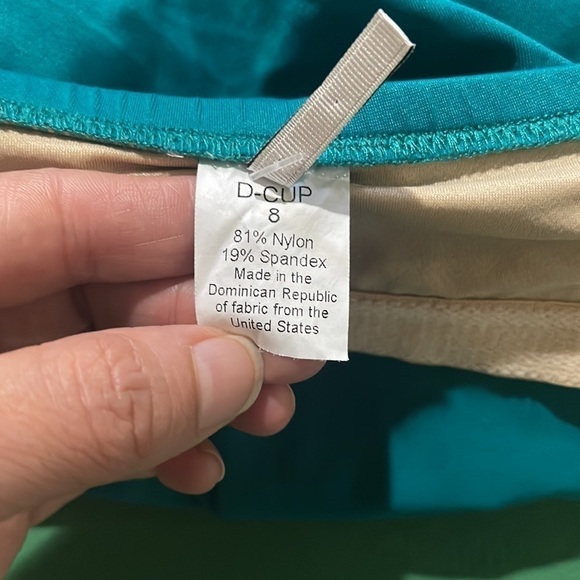 D-CUP
8
81% Nylon
19% Spandex
Made in the
Dominican Republic
of fabric from the
United States